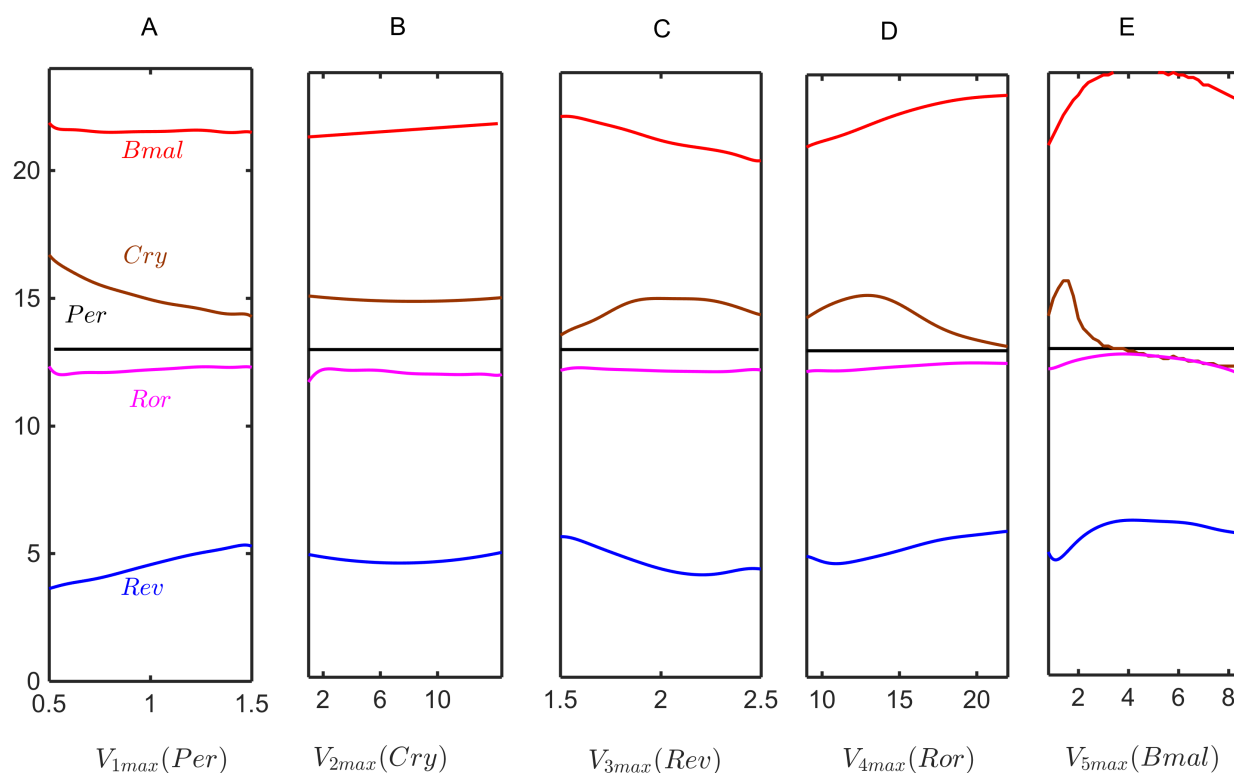 A B C D E
20
15
10
5
0
Bmal
Cry
Per
Ror
Rev
0.5 1 1.5 2 6 10 1.5 2 2.5 10 15 20 2 4 6 8
V1max(Per) V2max(Cry) V3max(Rev) V4max(Ror) V5max(Bmal)